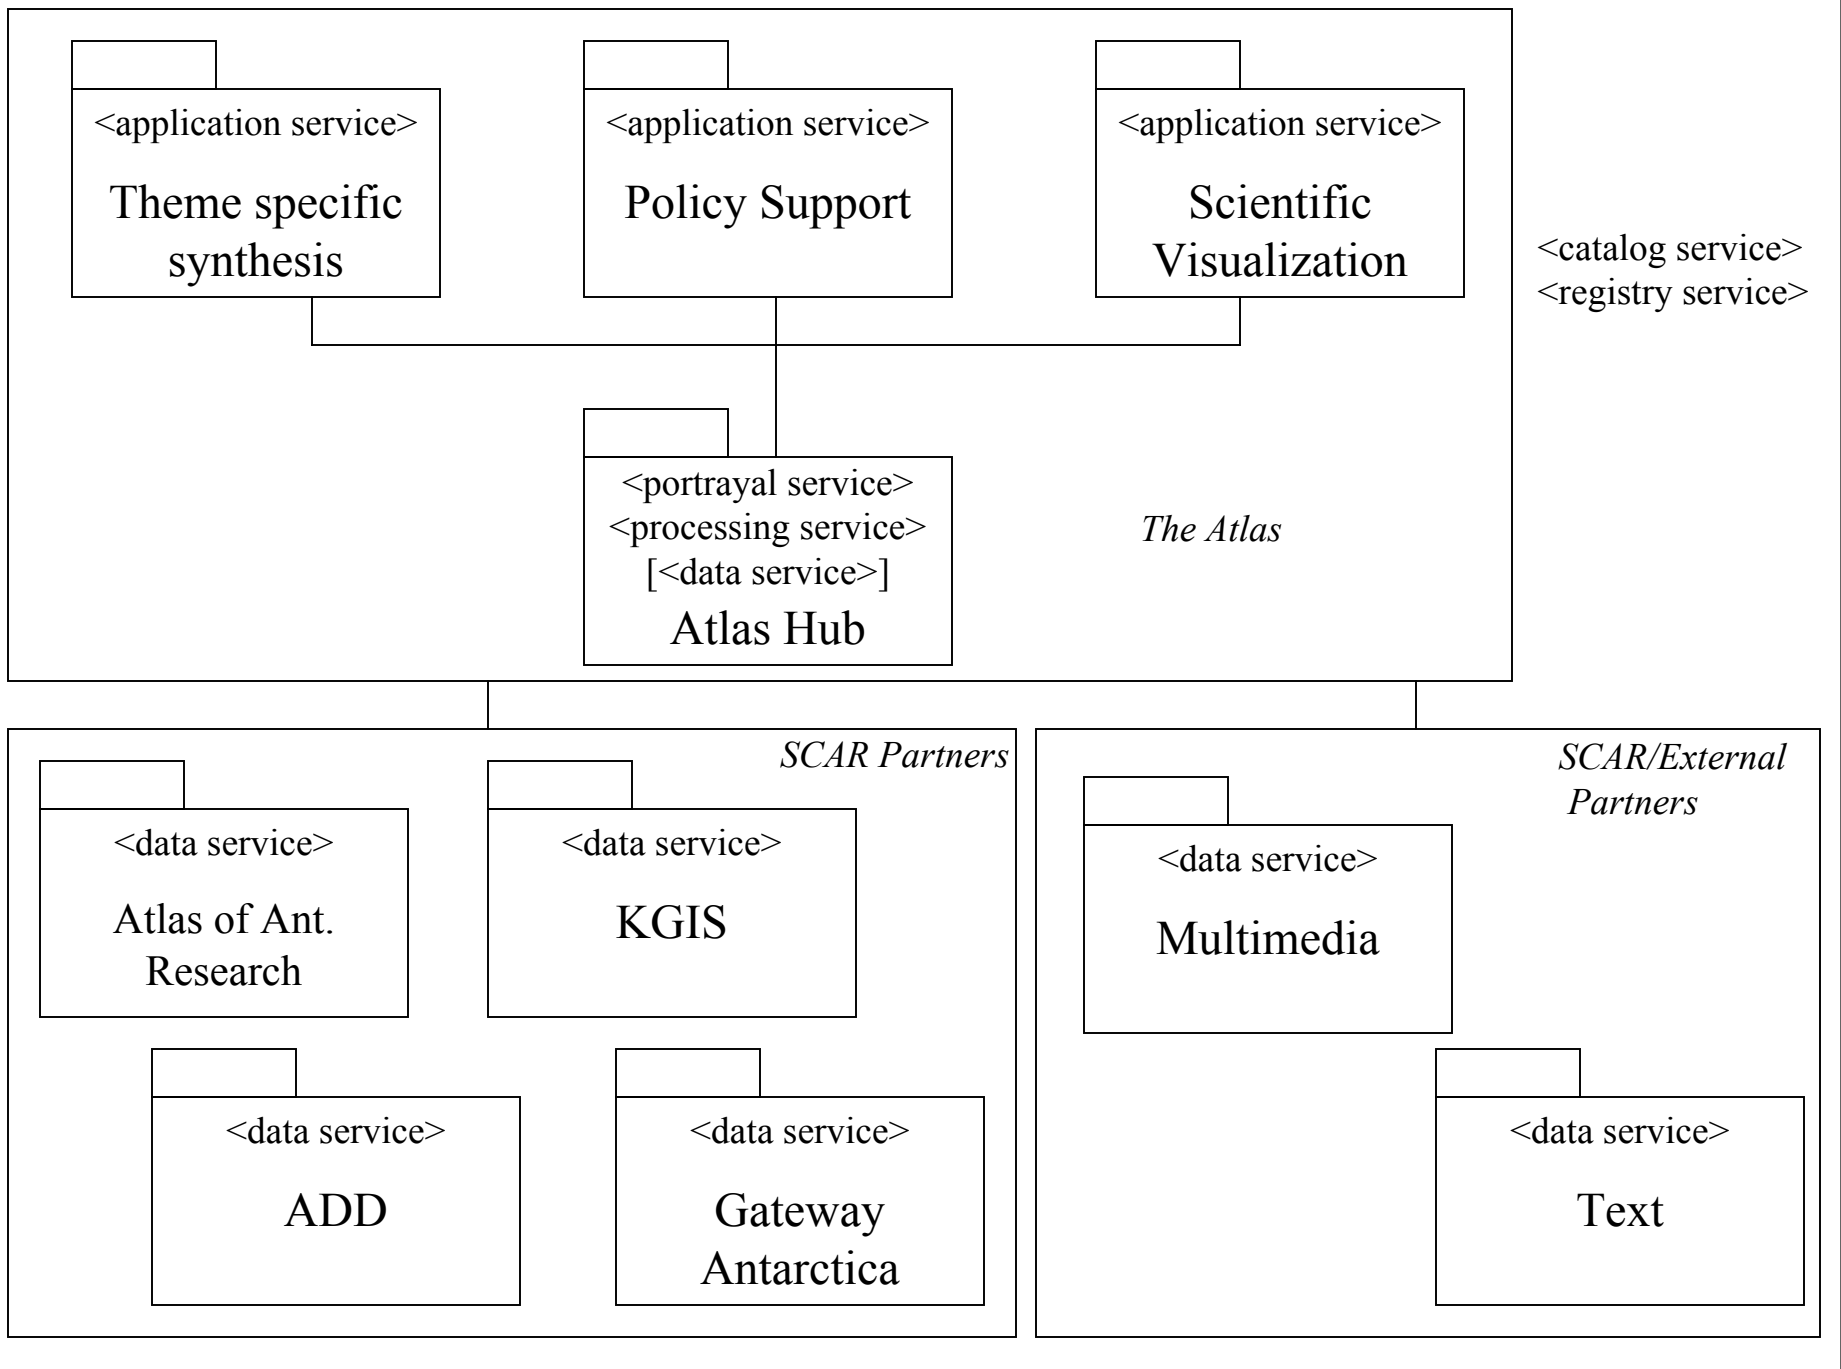 <application service>
Theme specific
synthesis
<application service>
Policy Support
<application service>
Scientific
Visualization
<catalog service>
<registry service>
<portrayal service>
<processing service>
[<data service>]
Atlas Hub
The Atlas
SCAR Partners
<data service>
Atlas of Ant.
Research
<data service>
KGIS
<data service>
ADD
<data service>
Gateway
Antarctica
SCAR/External
Partners
<data service>
Multimedia
<data service>
Text